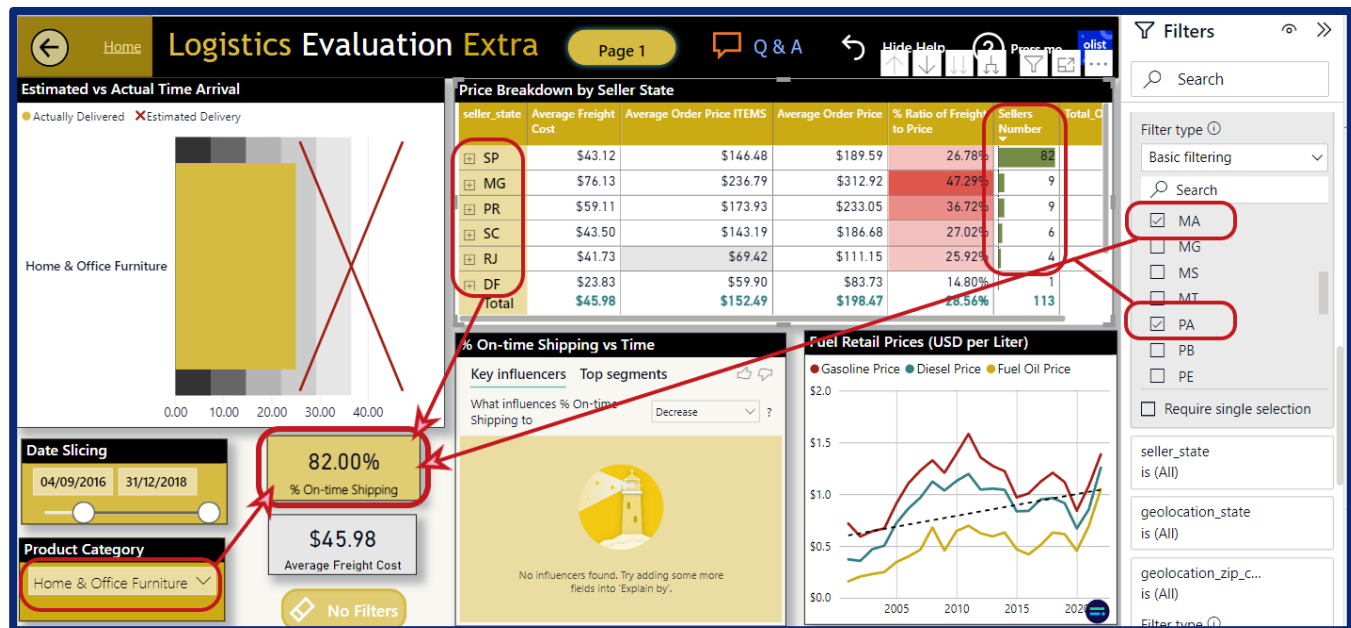 Home
Logistics Evaluation Extra
Page 1
Q & A
Hide Help
? Press me
olist
Estimated vs Actual Time Arrival
Actually Delivered Estimated Delivery
Home & Office Furniture
0.00 10.00 20.00 30.00 40.00
Price Breakdown by Seller State
seller_state Average Freight Cost Average Order Price ITEMS Average Order Price % Ratio of Freight to Price Sellers Number Total_O
SP $43.12 $146.48 $189.59 26.78% 82
MG $76.13 $236.79 $312.92 47.29% 9
PR $59.11 $173.93 $233.05 36.72% 9
SC $43.50 $143.19 $186.68 27.02% 6
RJ $41.73 $69.42 $111.15 25.92% 4
DF $23.83 $59.90 $83.73 14.80% 1
Total $45.98 $152.49 $198.47 28.56% 113
Date Slicing
04/09/2016 31/12/2018
Product Category
Home & Office Furniture
82.00%
% On-time Shipping
$45.98
Average Freight Cost
No Filters
% On-time Shipping vs Time
Key influencers Top segments
What influences % On-time
Shipping to
Decrease
?
No influencers found. Try adding some more
fields into 'Explain by'.
Fuel Retail Prices (USD per Liter)
Gasoline Price Diesel Price Fuel Oil Price
$2.0
$1.5
$1.0
$0.5
$0.0
2005 2010 2015
Filters
Search
Filter type
Basic filtering
Search
MA
MG
MS
MT
PA
PB
PE
Require single selection
seller_state
is (All)
geolocation_state
is (All)
geolocation_zip_c...
is (All)
Filter type